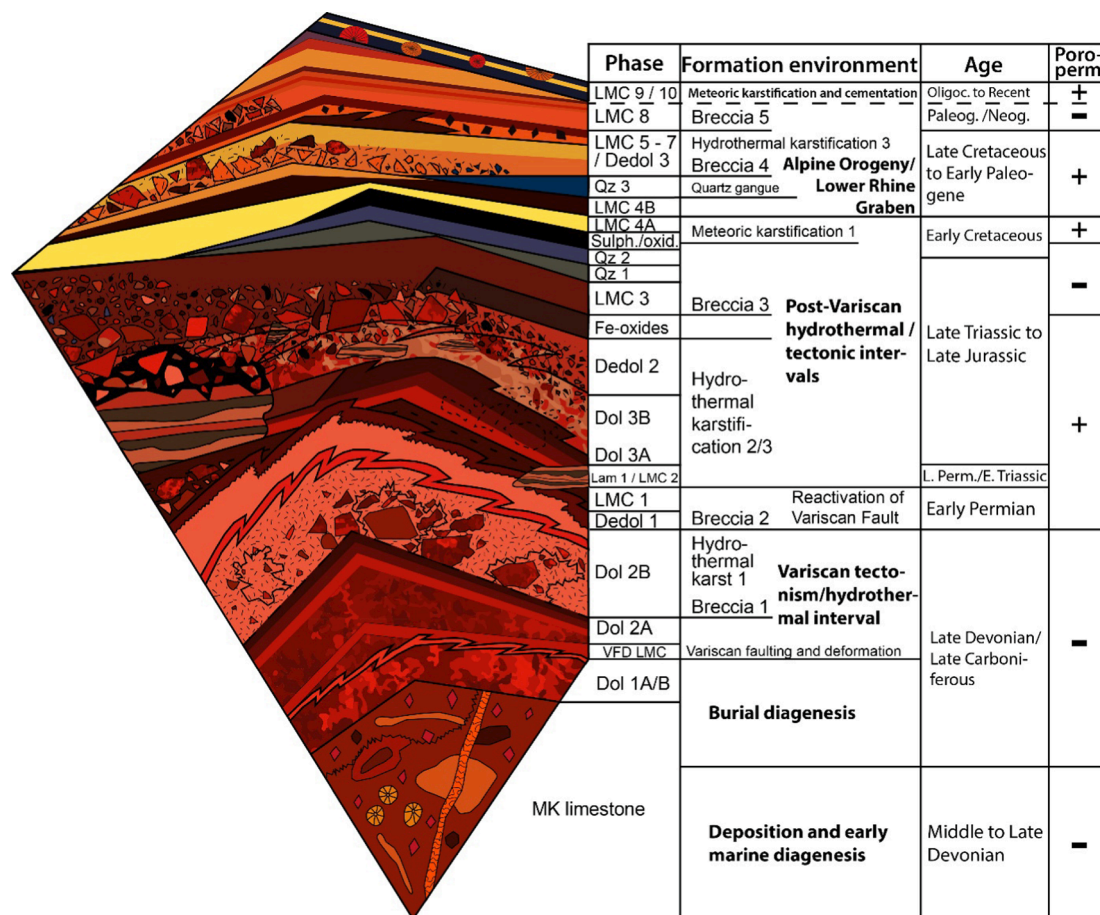 Phase
Formation environment
Age
Poro-
perm
LMC 9 / 10
Meteoric karstification and cementation
Oligoc. to Recent
+
LMC 8
Breccia 5
Paleog. /Neog.
-
LMC 5 - 7
/ Dedol 3
Hydrothermal karstification 3
Breccia 4
Alpine Orogeny/
Lower Rhine
Graben
Late Cretaceous
to Early Paleo-
gene
+
Qz 3
Quartz gangue
LMC 4B
LMC 4A
Sulph./oxid.
Meteoric karstification 1
Early Cretaceous
+
Qz 2
Qz 1
LMC 3
Breccia 3
-
Post-Variscan
hydrothermal /
tectonic inter-
vals
Late Triassic to
Late Jurassic
Fe-oxides
Dedol 2
Dol 3B
Dol 3A
Hydro-
thermal
karstifi-
cation 2/3
+
Lam 1 / LMC 2
L. Perm./E. Triassic
LMC 1
Dedol 1
Breccia 2
Reactivation of
Variscan Fault
Early Permian
Dol 2B
Hydro-
thermal
karst 1
Breccia 1
Variscan tecto-
nism/hydrother-
mal interval
Dol 2A
VFD LMC
Variscan faulting and deformation
Late Devonian/
Late Carboni-
ferous
-
Dol 1A/B
Burial diagenesis
MK limestone
Deposition and early
marine diagenesis
Middle to Late
Devonian
-